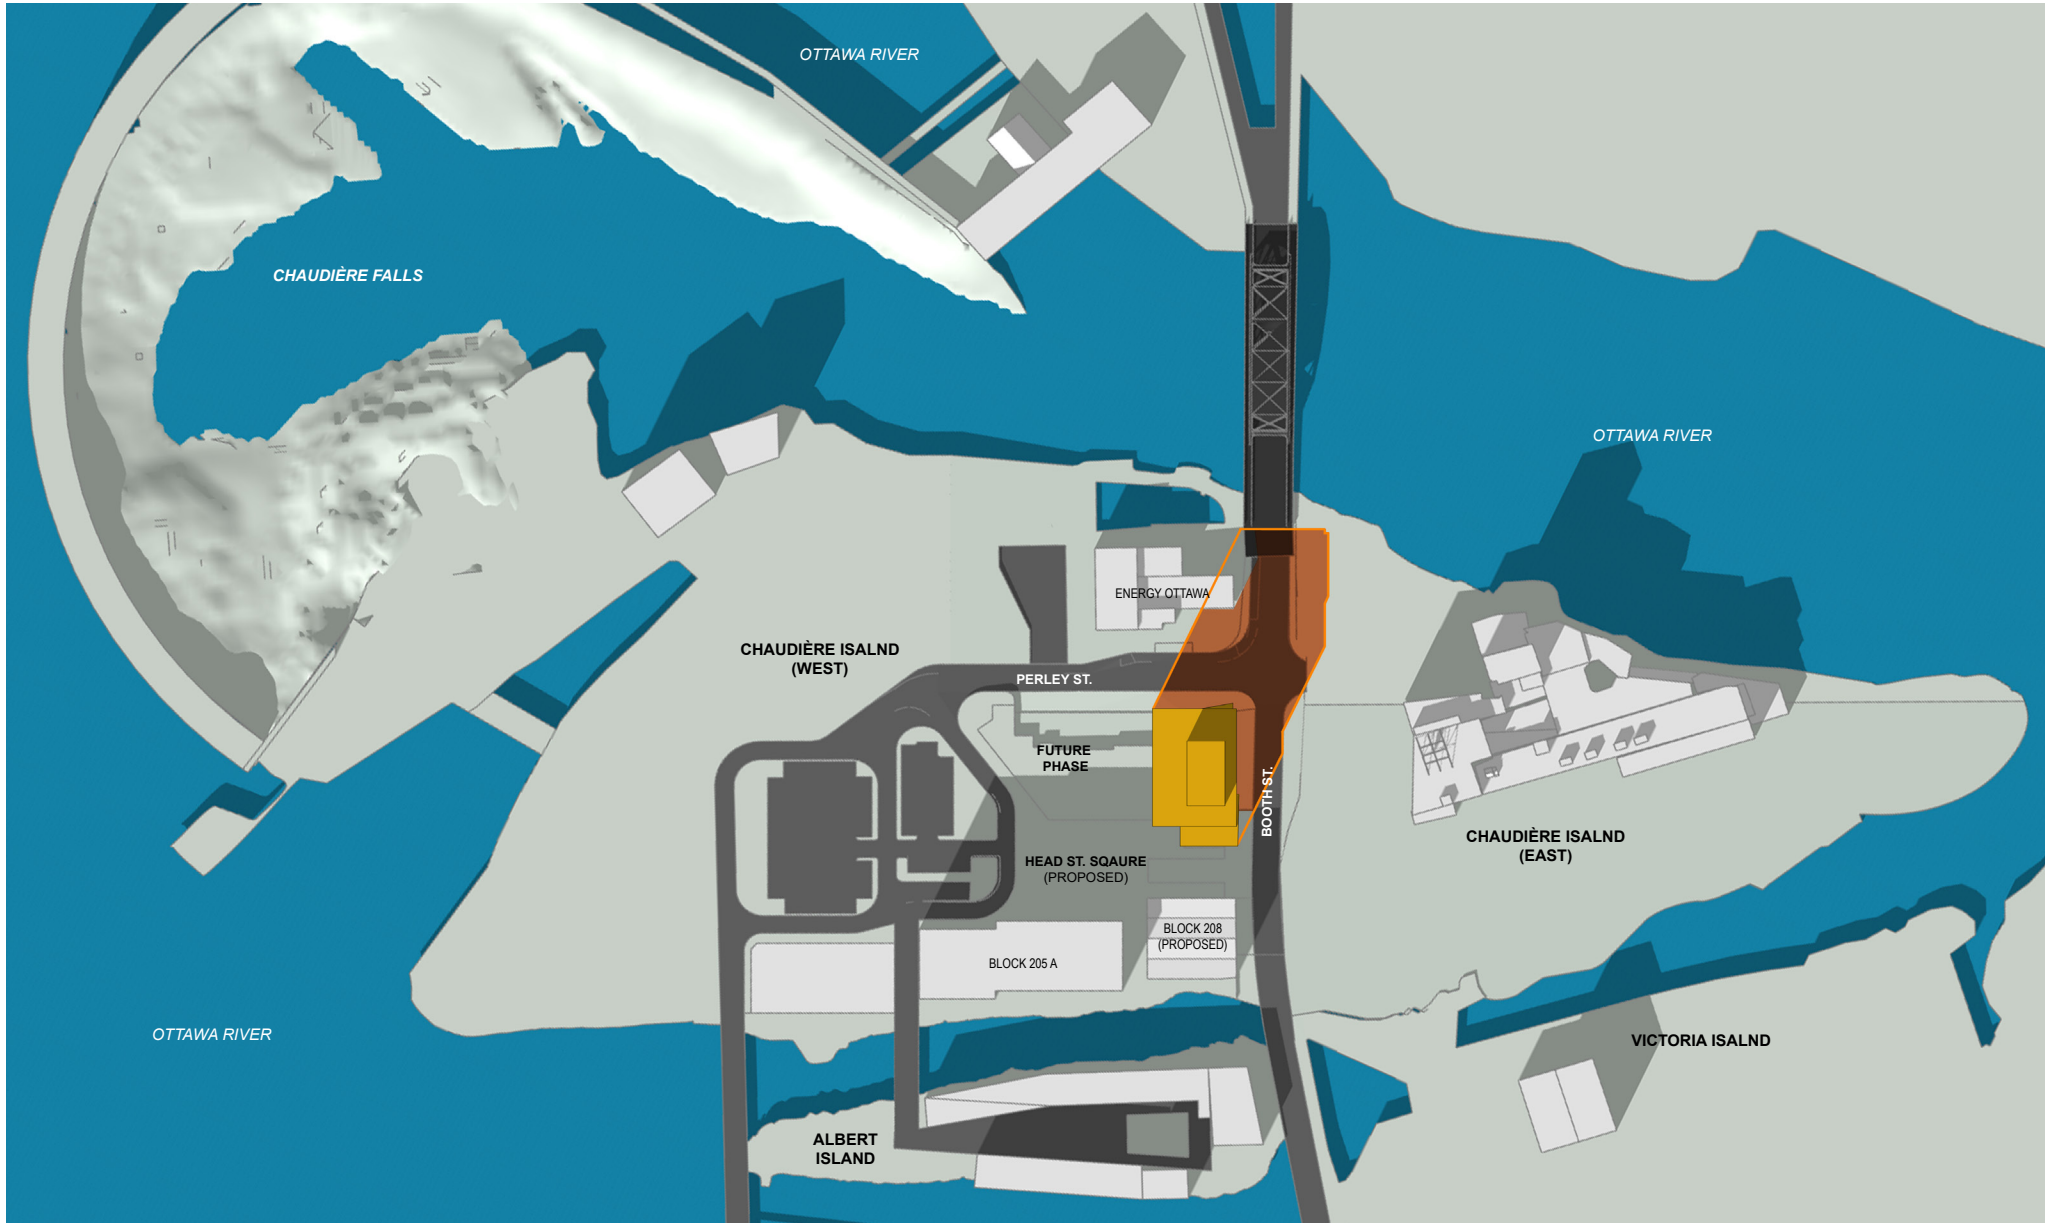 OTTAWA RIVER
CHAUDIÈRE FALLS
OTTAWA RIVER
ENERGY OTTAWA
CHAUDIÈRE ISALND
(WEST)
PERLEY ST.
FUTURE
PHASE
BOOTH ST.
CHAUDIÈRE ISALND
(EAST)
HEAD ST. SQAURE
(PROPOSED)
BLOCK 208
(PROPOSED)
BLOCK 205 A
OTTAWA RIVER
VICTORIA ISALND
ALBERT
ISLAND